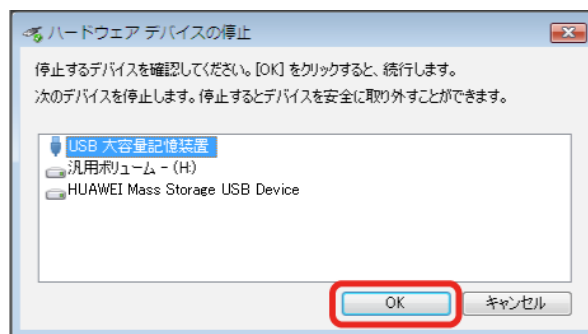 ハードウェア デバイスの停止
停止するデバイスを確認してください。[OK] をクリックすると、続行します。
次のデバイスを停止します。停止するとデバイスを安全に取り外すことができます。
USB 大容量記憶装置
汎用ボリューム - (H:)
HUAWEI Mass Storage USB Device
OK キャンセル